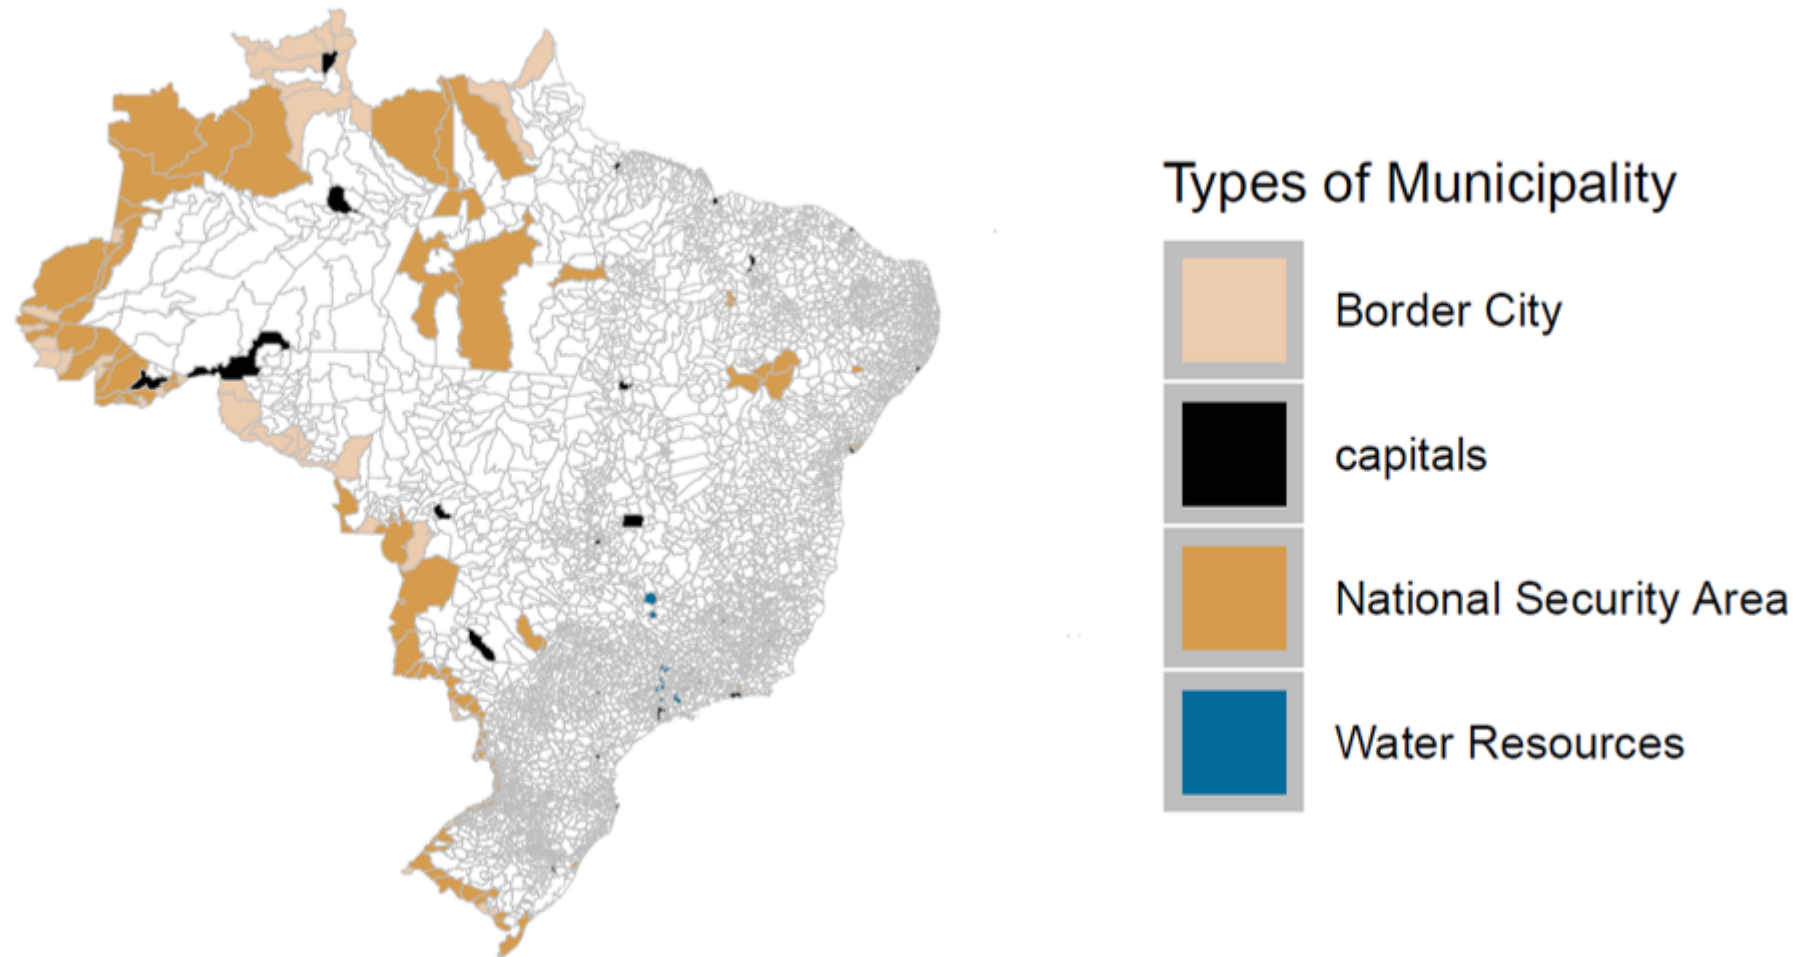 Types of Municipality
Border City
capitals
National Security Area
Water Resources